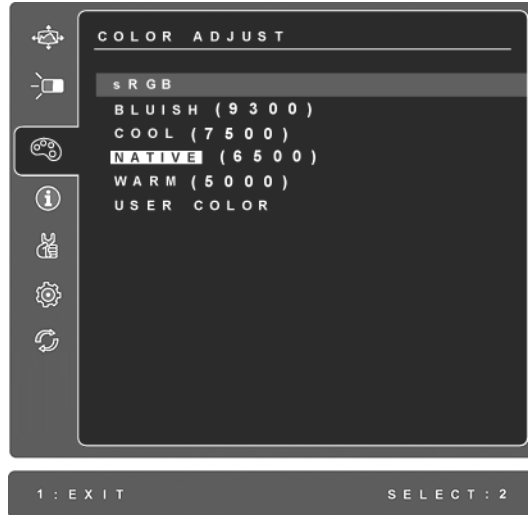 COLOR ADJUST
sRGB
BLUISH (9300)
COOL (7500)
NATIVE (6500)
WARM (5000)
USER COLOR
1:EXIT SELECT:2